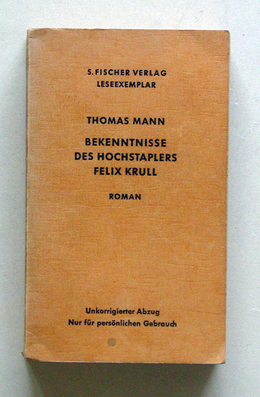 S. FISCHER VERLAG
LESEEXEMPLAR
THOMAS MANN
BEKENNTNISSE
DES HOCHSTAPLERS
FELIX KRULL
ROMAN
Unkorrigierter Abzug
Nur für persönlichen Gebrauch